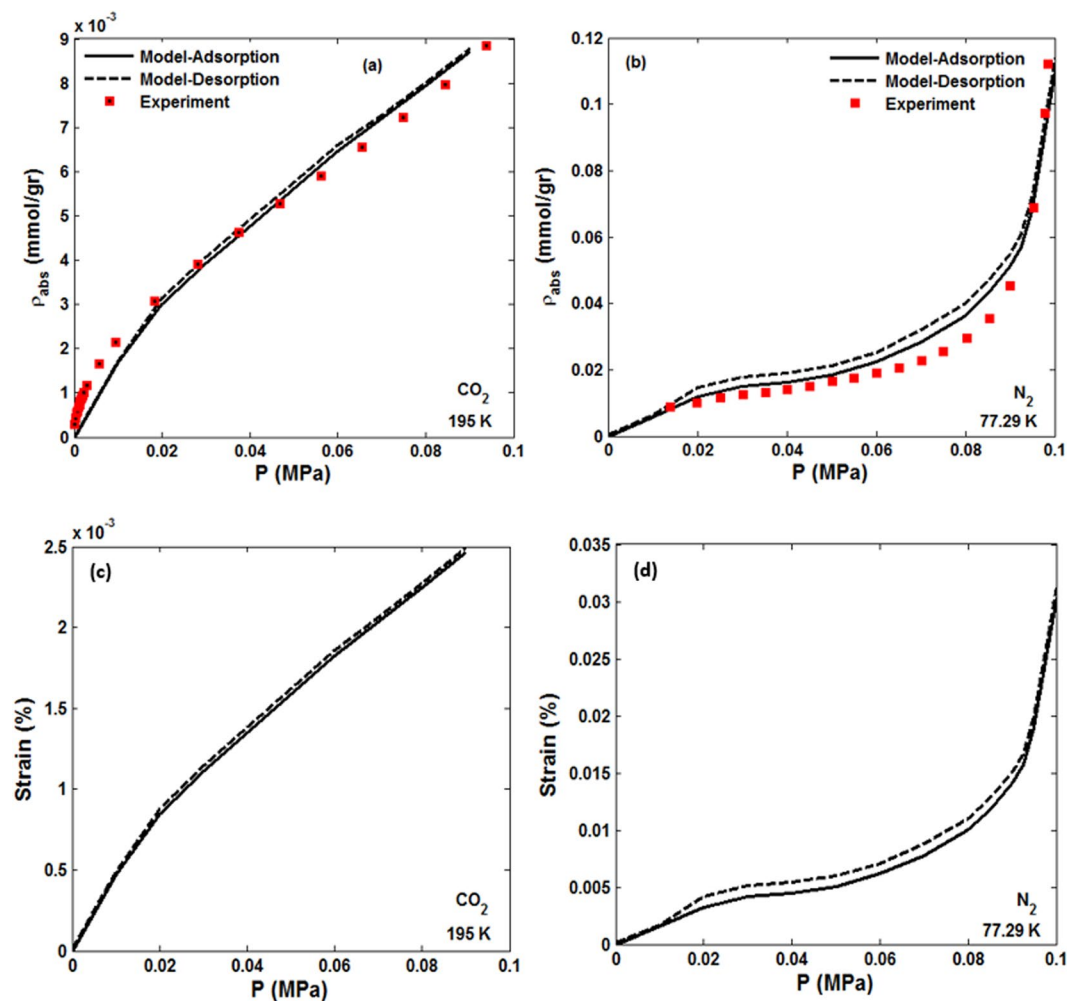 x 10⁻³
9
8
7
6
5
4
3
2
1
0
ρabs (mmol/gr)
Model-Adsorption
Model-Desorption
Experiment
(a)
CO₂
195 K
0 0.02 0.04 0.06 0.08 0.1
P (MPa)
0.12
0.1
0.08
0.06
0.04
0.02
0
ρabs (mmol/gr)
(b)
Model-Adsorption
Model-Desorption
Experiment
N₂
77.29 K
0 0.02 0.04 0.06 0.08 0.1
P (MPa)
x 10⁻³
2.5
2
1.5
1
0.5
0
Strain (%)
(c)
CO₂
195 K
0 0.02 0.04 0.06 0.08 0.1
P (MPa)
0.035
0.03
0.025
0.02
0.015
0.01
0.005
0
Strain (%)
(d)
N₂
77.29 K
0 0.02 0.04 0.06 0.08 0.1
P (MPa)